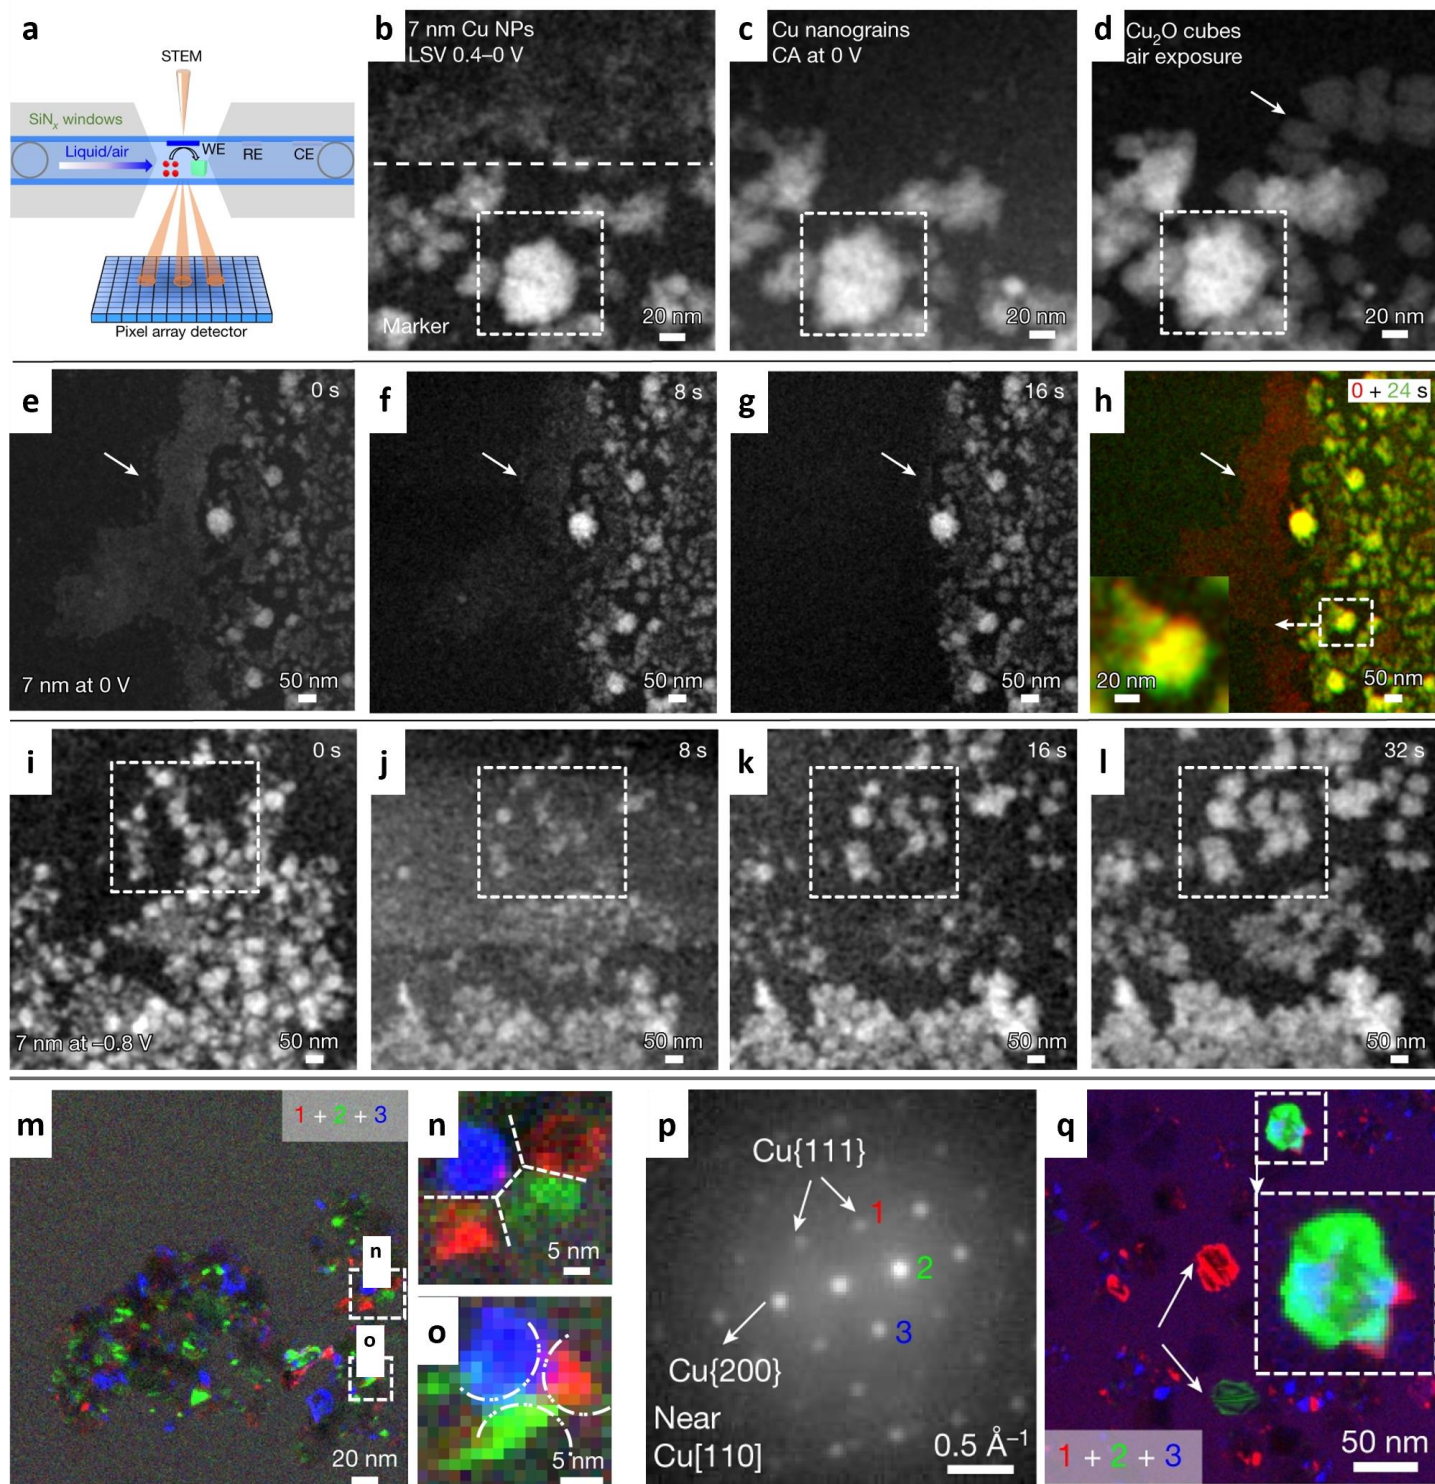 a
STEM
SiNx windows
Liquid/air
WE
RE
CE
Pixel array detector
b
7 nm Cu NPs
LSV 0.4–0 V
Marker
20 nm
c
Cu nanograins
CA at 0 V
20 nm
d
Cu2O cubes
air exposure
20 nm
e
0 s
7 nm at 0 V
50 nm
f
8 s
50 nm
g
16 s
50 nm
h
0 + 24 s
20 nm
50 nm
i
0 s
7 nm at –0.8 V
50 nm
j
8 s
50 nm
k
16 s
50 nm
l
32 s
50 nm
m
1 + 2 + 3
n
o
20 nm
n
5 nm
o
5 nm
p
Cu{111}
1
2
3
Cu{200}
Near
Cu[110]
0.5 Å–1
q
1 + 2 + 3
50 nm